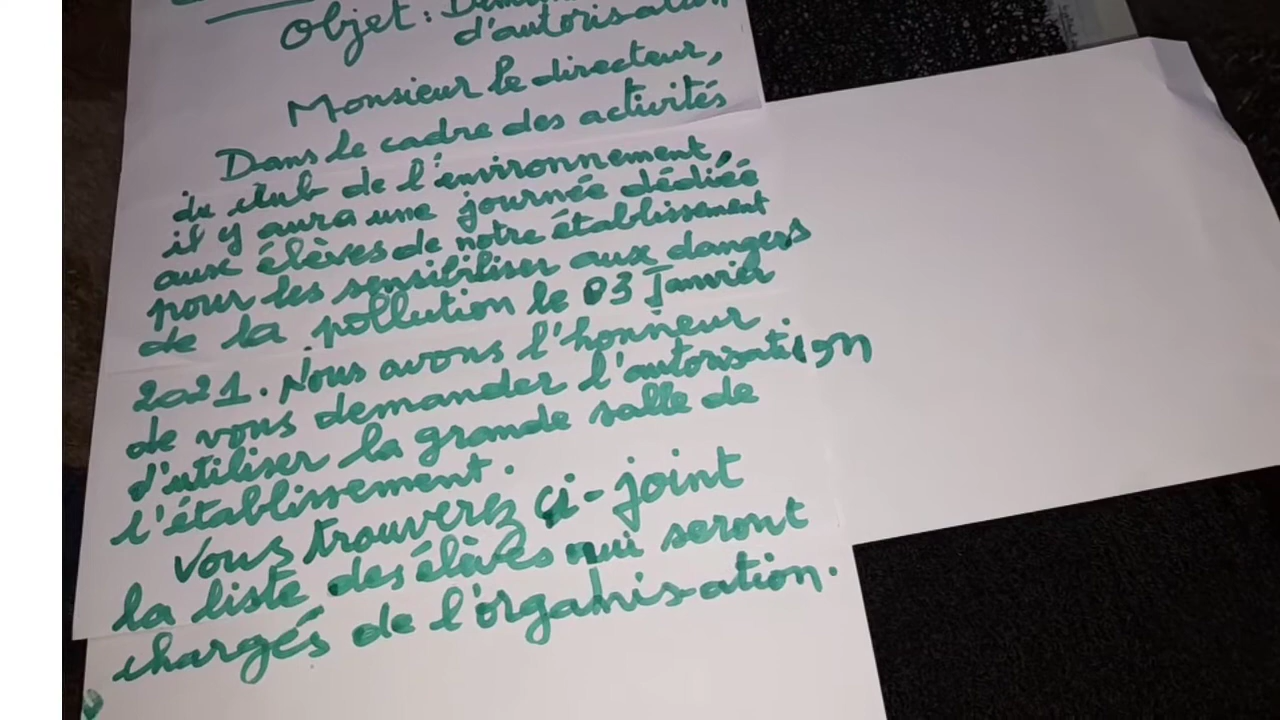 Objet :
d'autorisation
Monsieur le directeur,
Dans le cadre des activités
du club de l'environnement,
il y aura une journée dédiée
aux élèves de notre établissement
pour les sensibiliser aux dangers
de la pollution le 03 Janvier
2021. Nous avons l'honneur
de vous demander l'autorisation
d'utiliser la grande salle de
l'établissement.
Vous trouverez ci-joint
la liste des élèves qui seront
chargés de l'organisation.